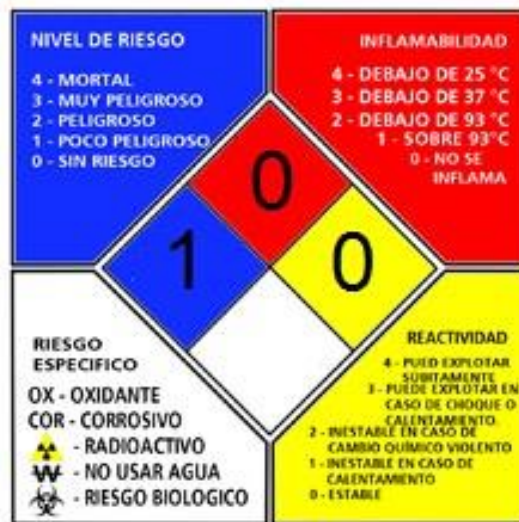 NIVEL DE RIESGO
4 - MORTAL
3 - MUY PELIGROSO
2 - PELIGROSO
1 - POCO PELIGROSO
0 - SIN RIESGO
INFLAMABILIDAD
4 - DEBAJO DE 25 °C
3 - DEBAJO DE 37 °C
2 - DEBAJO DE 93 °C
1 - SOBRE 93°C
0 - NO SE
INFLAMA
0
1
0
RIESGO
ESPECIFICO
OX - OXIDANTE
COR - CORROSIVO
- RADIOACTIVO
W - NO USAR AGUA
- RIESGO BIOLOGICO
REACTIVIDAD
4 - PUED EXPLOTAR
SÚBITAMENTE
3 - PUEDE EXPLOTAR EN
CASO DE CHOQUE O
CALENTAMIENTO.
2 - INESTABLE EN CASO DE
CAMBIO QUÍMICO VIOLENTO
1 - INESTABLE EN CASO DE
CALENTAMIENTO
0 - ESTABLE